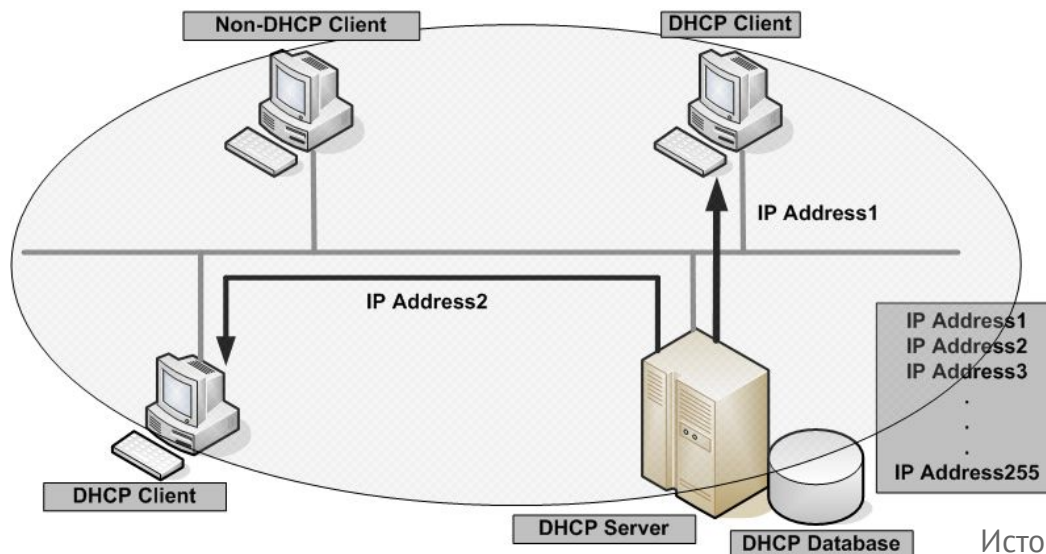 Non-DHCP Client
DHCP Client
IP Address1
IP Address2
IP Address1
IP Address2
IP Address3
.
.
.
IP Address255
DHCP Client
DHCP Server
DHCP Database